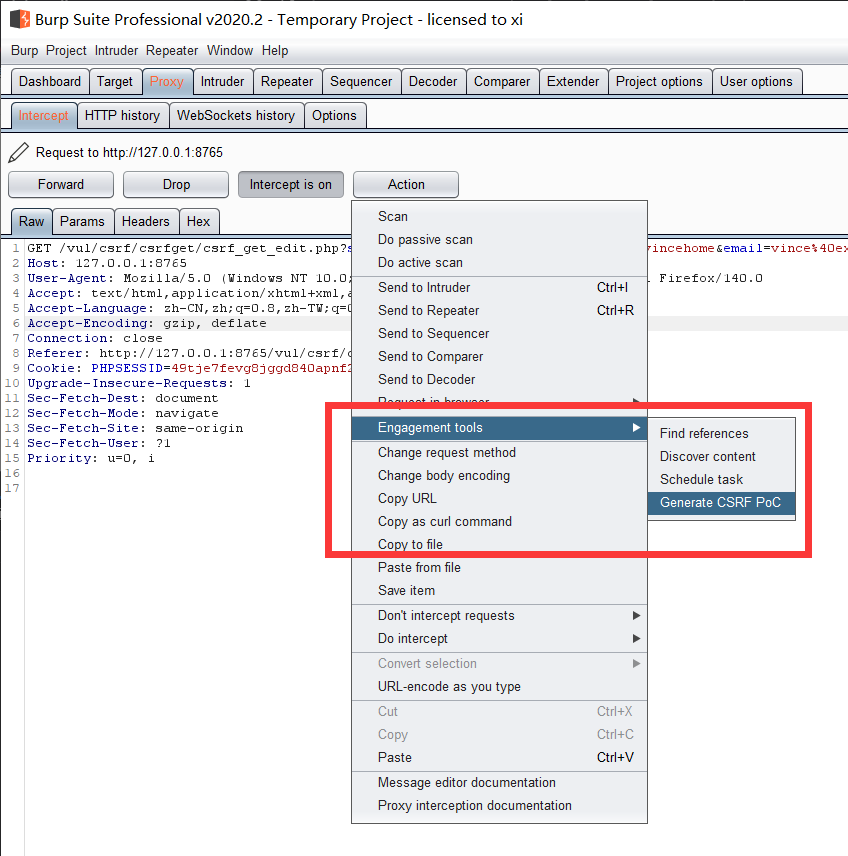 Burp Suite Professional v2020.2 - Temporary Project - licensed to xi
Burp Project Intruder Repeater Window Help
Dashboard Target Proxy Intruder Repeater Sequencer Decoder Comparer Extender Project options User options
Intercept HTTP history WebSockets history Options
Request to http://127.0.0.1:8765
Forward Drop Intercept is on Action
Raw Params Headers Hex
1 GET /vul/csrf/csrfget/csrf_get_edit.php? vincehome&email=vince%40ex
2 Host: 127.0.0.1:8765
3 User-Agent: Mozilla/5.0 (Windows NT 10.0; Firefox/140.0
4 Accept: text/html,application/xhtml+xml,
5 Accept-Language: zh-CN,zh;q=0.8,zh-TW;q=
6 Accept-Encoding: gzip, deflate
7 Connection: close
8 Referer: http://127.0.0.1:8765/vul/csrf/
9 Cookie: PHPSESSID=49tje7fevg8jggd840apnf
10 Upgrade-Insecure-Requests: 1
11 Sec-Fetch-Dest: document
12 Sec-Fetch-Mode: navigate
13 Sec-Fetch-Site: same-origin
14 Sec-Fetch-User: ?1
15 Priority: u=0, i
16
17
Scan
Do passive scan
Do active scan
Send to Intruder Ctrl+I
Send to Repeater Ctrl+R
Send to Sequencer
Send to Comparer
Send to Decoder
Request in browser
Engagement tools
Find references
Discover content
Schedule task
Generate CSRF PoC
Change request method
Change body encoding
Copy URL
Copy as curl command
Copy to file
Paste from file
Save item
Don't intercept requests
Do intercept
Convert selection
URL-encode as you type
Cut Ctrl+X
Copy Ctrl+C
Paste Ctrl+V
Message editor documentation
Proxy interception documentation